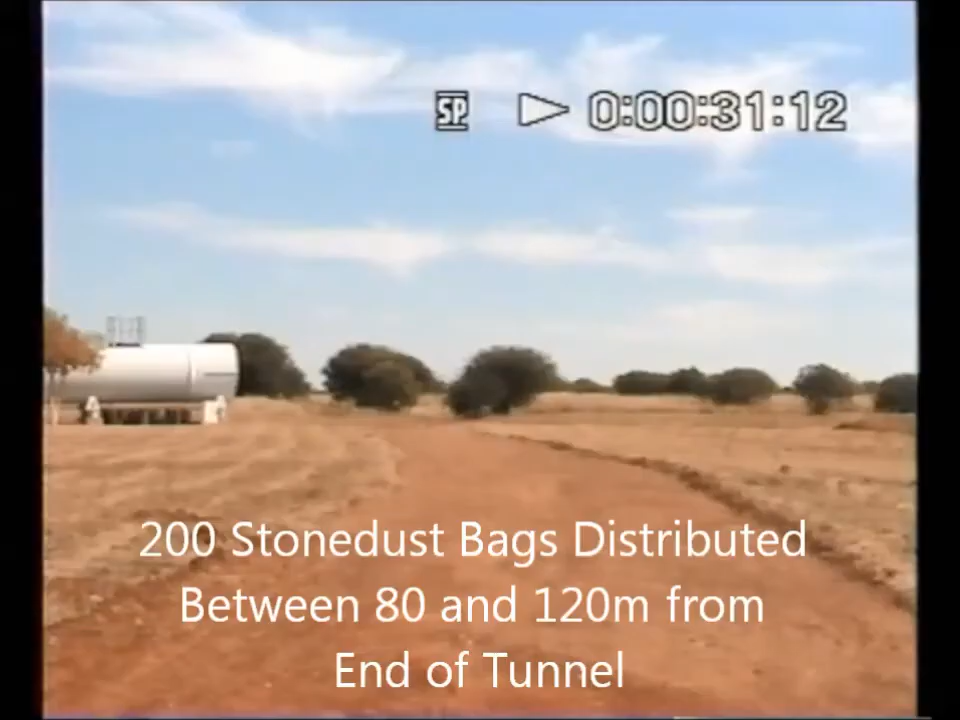 SP ▷ 0:00:31:12
200 Stonedust Bags Distributed
Between 80 and 120m from
End of Tunnel